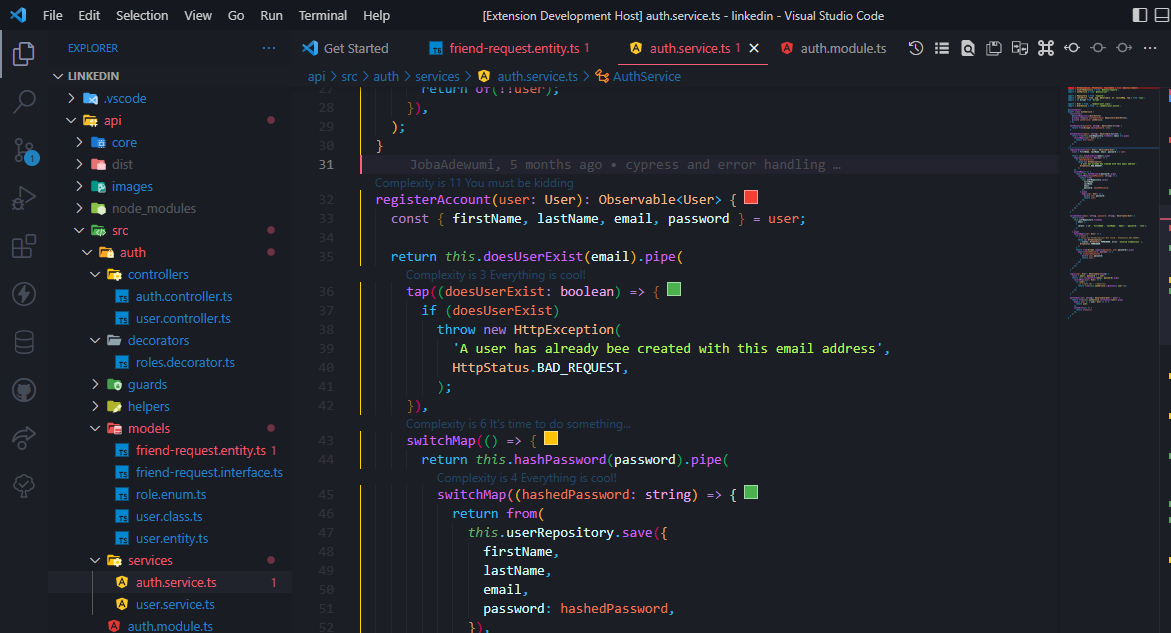 File Edit Selection View Go Run Terminal Help [Extension Development Host] auth.service.ts - linkedin - Visual Studio Code
EXPLORER ···
Get Started friend-request.entity.ts 1 auth.service.ts 1 auth.module.ts
LINKEDIN
api > src > auth > services > auth.service.ts > AuthService
.vscode
api
core
dist
images
node_modules
src
auth
controllers
auth.controller.ts
user.controller.ts
decorators
roles.decorator.ts
guards
helpers
models
friend-request.entity.ts 1
friend-request.interface.ts
role.enum.ts
user.class.ts
user.entity.ts
services
auth.service.ts 1
user.service.ts
auth.module.ts
1
27 return of(!!user);
28 }),
29 );
30 }
31 JobaAdewumi, 5 months ago • cypress and error handling …
Complexity is 11 You must be kidding
32 registerAccount(user: User): Observable<User> {
33 const { firstName, lastName, email, password } = user;
34
35 return this.doesUserExist(email).pipe(
Complexity is 3 Everything is cool!
36 tap((doesUserExist: boolean) => {
37 if (doesUserExist)
38 throw new HttpException(
39 'A user has already bee created with this email address',
40 HttpStatus.BAD_REQUEST,
41 );
42 }),
Complexity is 6 It's time to do something...
43 switchMap(() => {
44 return this.hashPassword(password).pipe(
Complexity is 4 Everything is cool!
45 switchMap((hashedPassword: string) => {
46 return from(
47 this.userRepository.save({
48 firstName,
49 lastName,
50 email,
51 password: hashedPassword,
52 }),